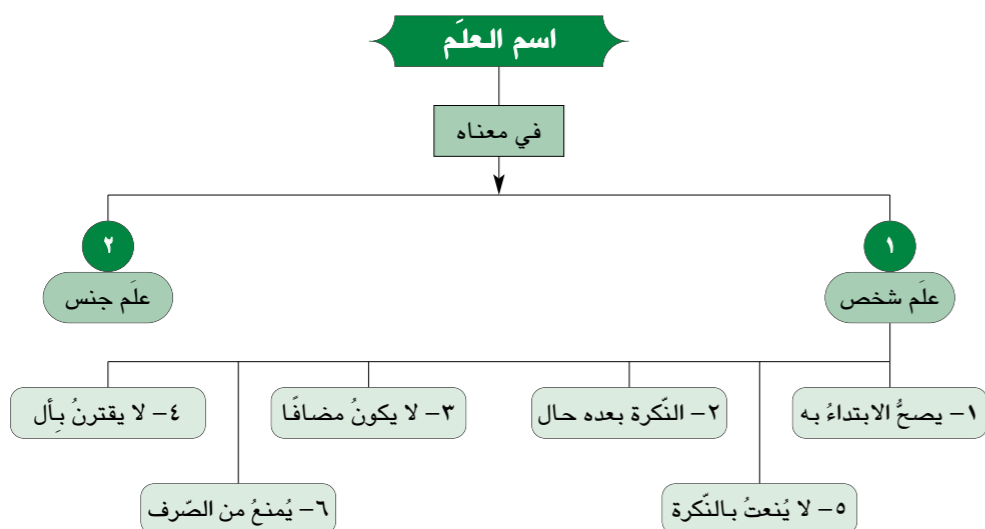 اسم العلَم
في معناه
١
٢
علَم شخص
علَم جنس
١- يصحُّ الابتداءُ به
٢- النّكرة بعده حال
٣- لا يكونُ مضافًا
٤- لا يقترنُ بِأل
٥- لا يُنعتُ بالنّكرة
٦- يُمنعُ من الصّرف